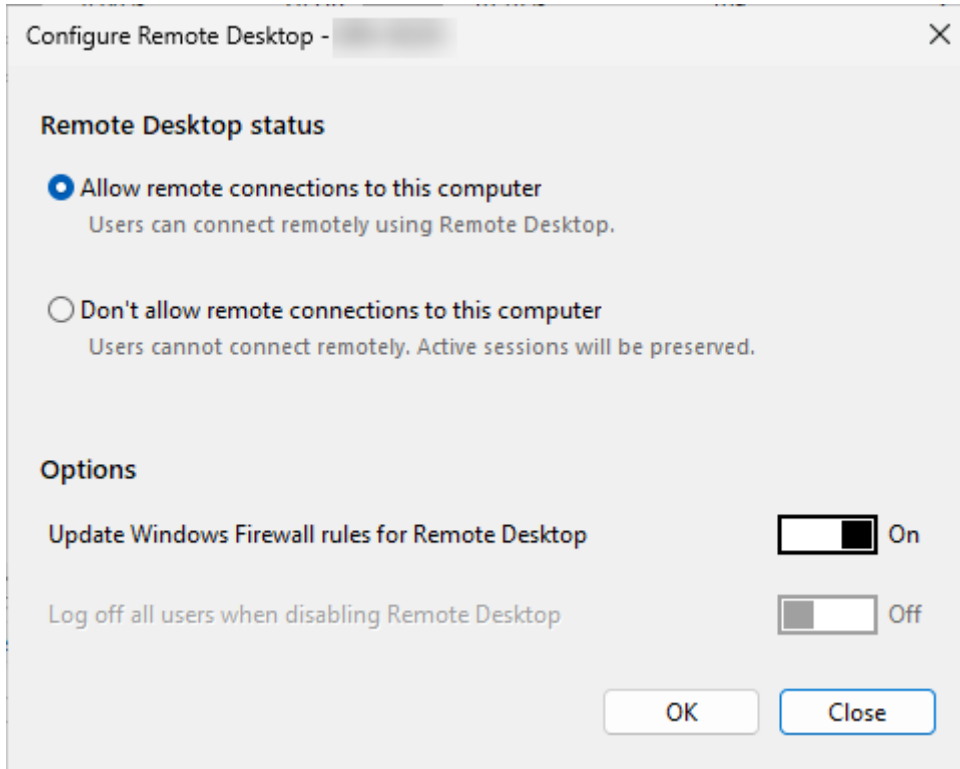 Configure Remote Desktop -
Remote Desktop status
Allow remote connections to this computer
Users can connect remotely using Remote Desktop.
Don't allow remote connections to this computer
Users cannot connect remotely. Active sessions will be preserved.
Options
Update Windows Firewall rules for Remote Desktop On
Log off all users when disabling Remote Desktop Off
OK Close